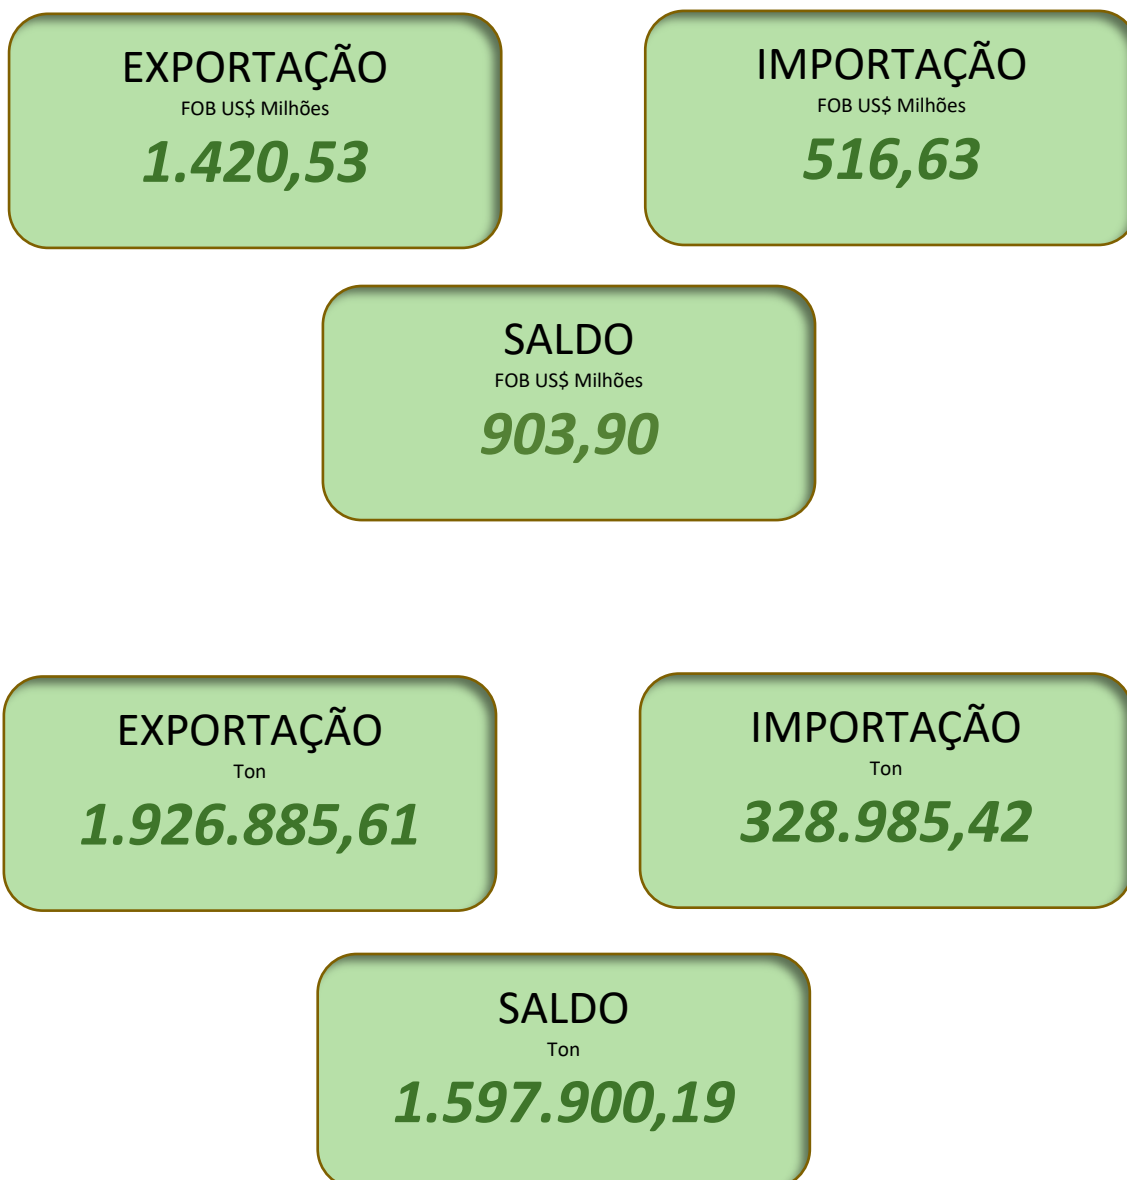 EXPORTAÇÃO
FOB US$ Milhões
1.420,53
IMPORTAÇÃO
FOB US$ Milhões
516,63
SALDO
FOB US$ Milhões
903,90
EXPORTAÇÃO
Ton
1.926.885,61
IMPORTAÇÃO
Ton
328.985,42
SALDO
Ton
1.597.900,19